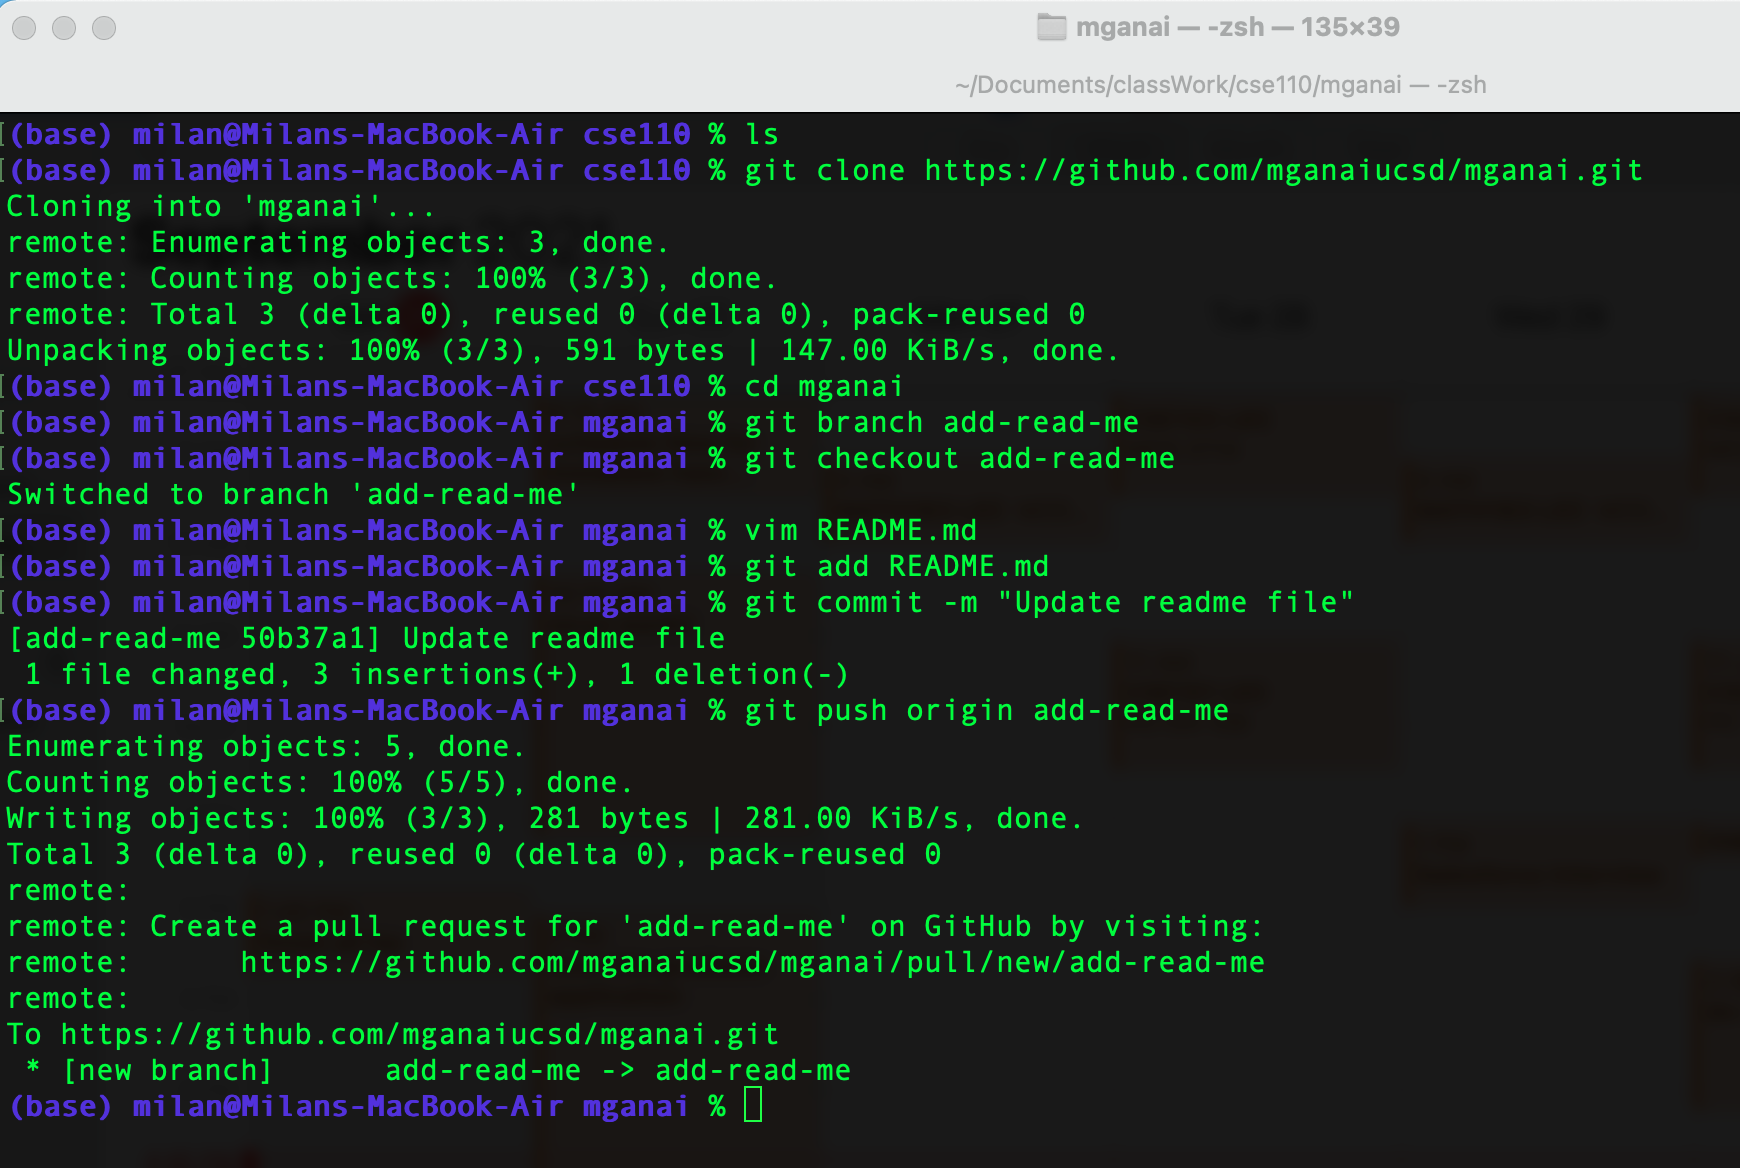 mganai — -zsh — 135×39
~/Documents/classWork/cse110/mganai — -zsh
[(base) milan@Milans-MacBook-Air cse110 % ls
[(base) milan@Milans-MacBook-Air cse110 % git clone https://github.com/mganaiucsd/mganai.git
Cloning into 'mganai'...
remote: Enumerating objects: 3, done.
remote: Counting objects: 100% (3/3), done.
remote: Total 3 (delta 0), reused 0 (delta 0), pack-reused 0
Unpacking objects: 100% (3/3), 591 bytes | 147.00 KiB/s, done.
[(base) milan@Milans-MacBook-Air cse110 % cd mganai
[(base) milan@Milans-MacBook-Air mganai % git branch add-read-me
[(base) milan@Milans-MacBook-Air mganai % git checkout add-read-me
Switched to branch 'add-read-me'
[(base) milan@Milans-MacBook-Air mganai % vim README.md
[(base) milan@Milans-MacBook-Air mganai % git add README.md
[(base) milan@Milans-MacBook-Air mganai % git commit -m "Update readme file"
[add-read-me 50b37a1] Update readme file
 1 file changed, 3 insertions(+), 1 deletion(-)
[(base) milan@Milans-MacBook-Air mganai % git push origin add-read-me
Enumerating objects: 5, done.
Counting objects: 100% (5/5), done.
Writing objects: 100% (3/3), 281 bytes | 281.00 KiB/s, done.
Total 3 (delta 0), reused 0 (delta 0), pack-reused 0
remote:
remote: Create a pull request for 'add-read-me' on GitHub by visiting:
remote:      https://github.com/mganaiucsd/mganai/pull/new/add-read-me
remote:
To https://github.com/mganaiucsd/mganai.git
 * [new branch]      add-read-me -> add-read-me
(base) milan@Milans-MacBook-Air mganai %